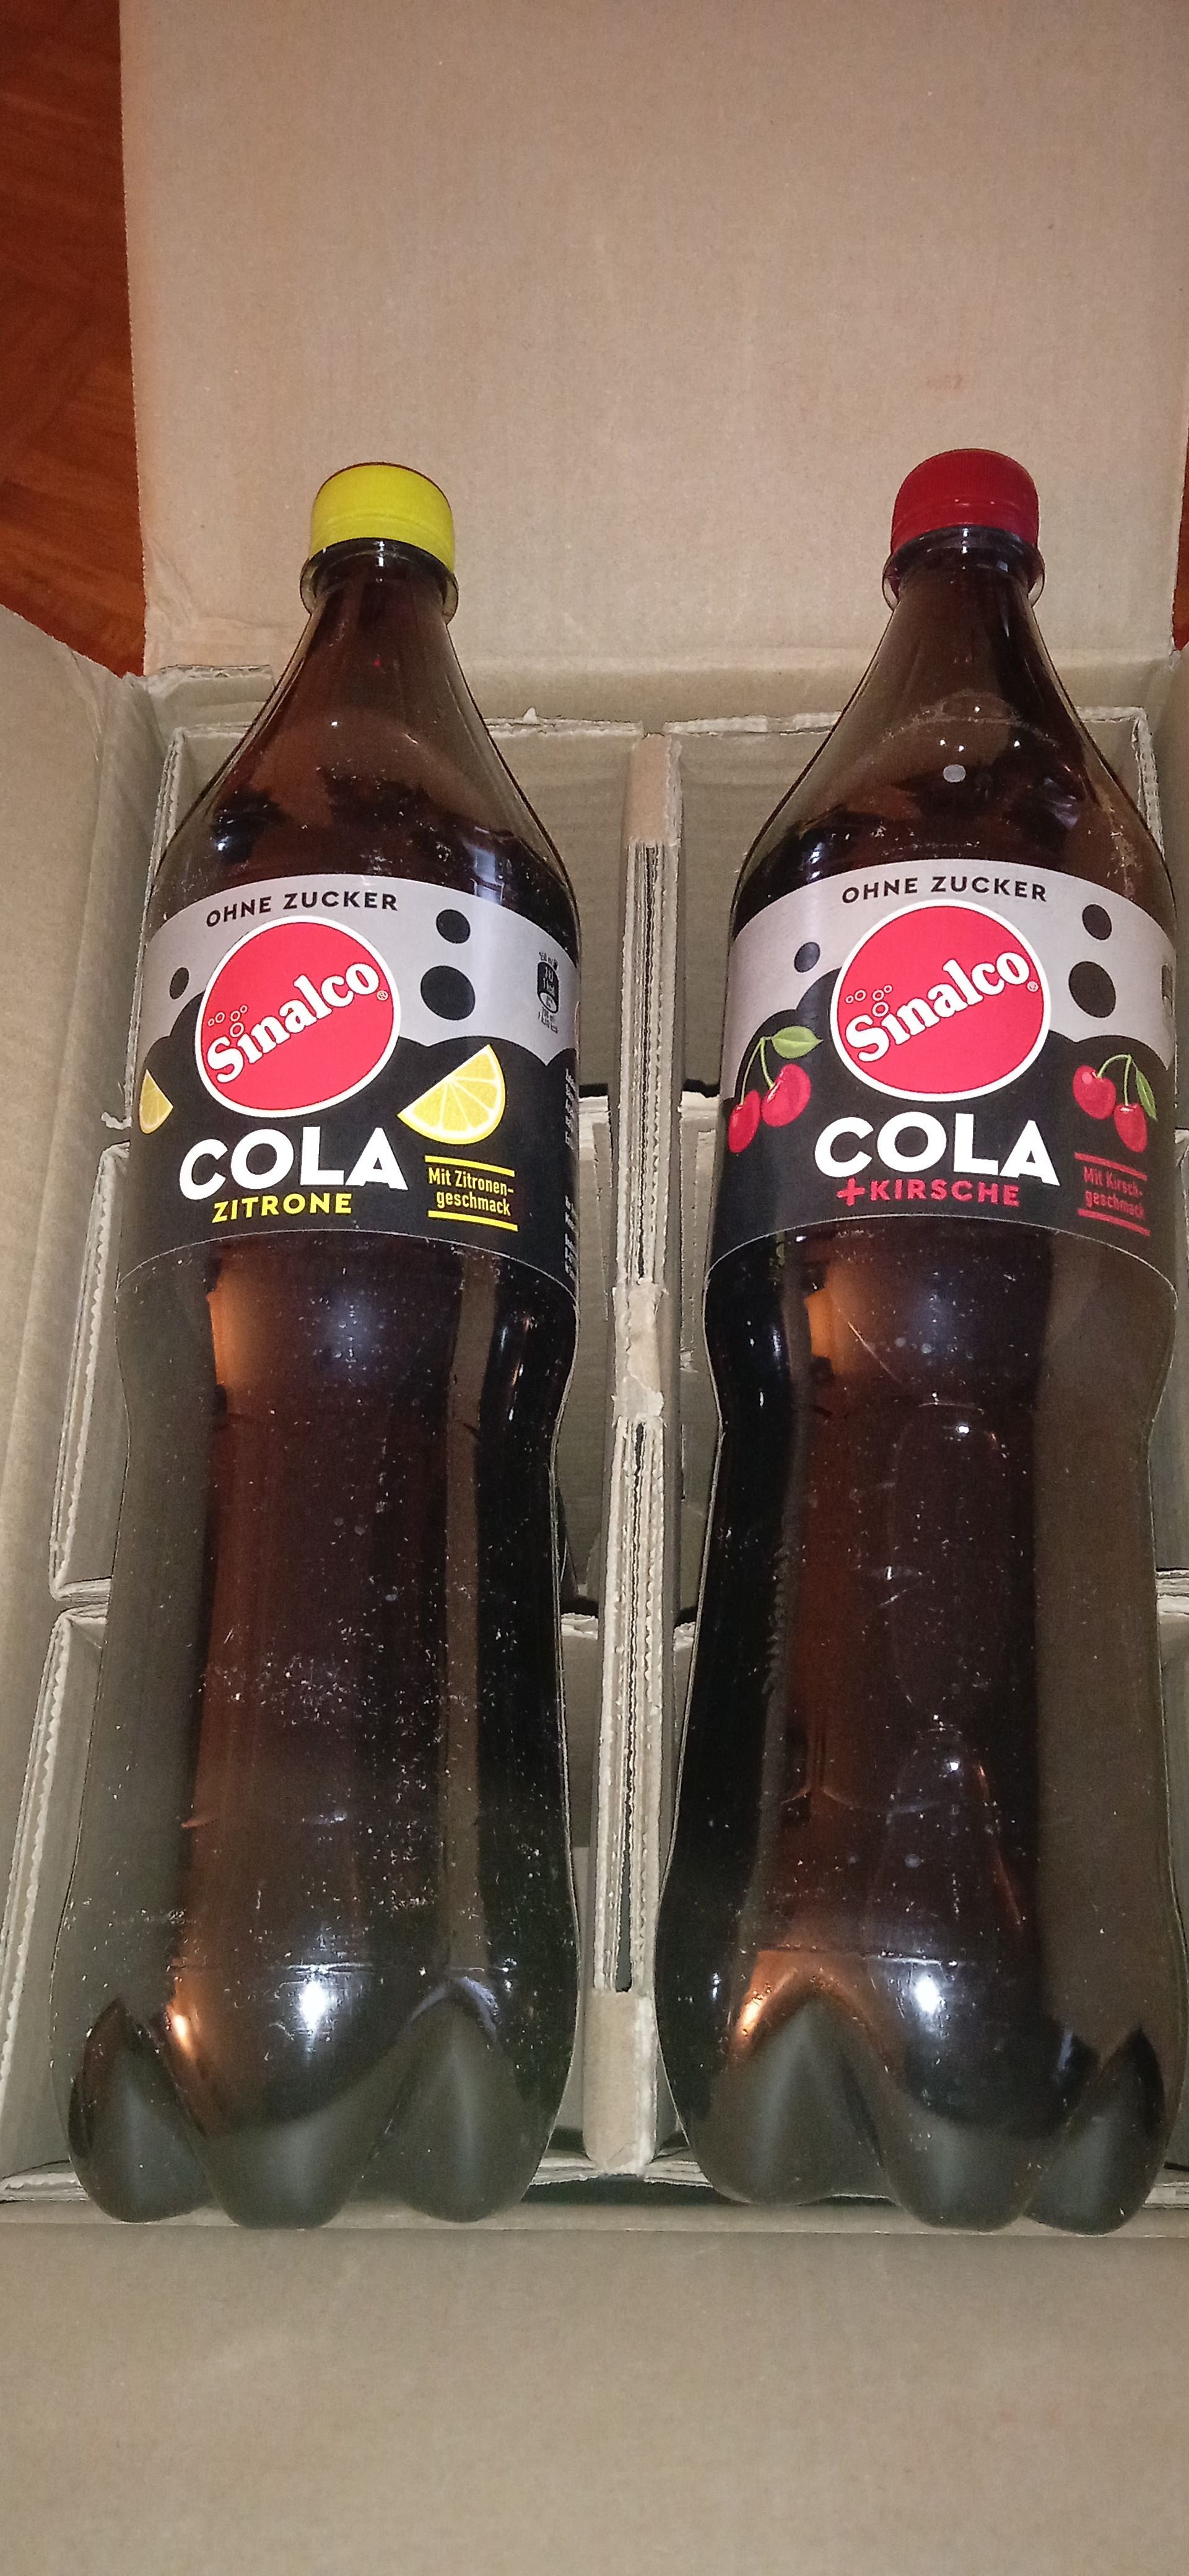 OHNE ZUCKER
Sinalco®
COLA
ZITRONE
Mit Zitronen-
geschmack
OHNE ZUCKER
Sinalco®
COLA
+KIRSCHE
Mit Kirsch-
geschmack